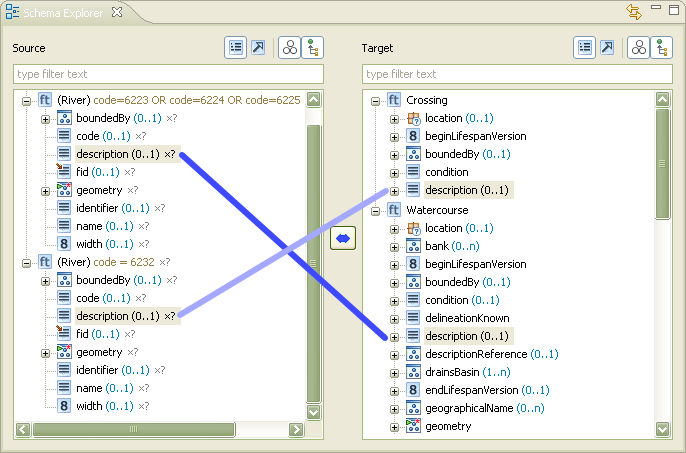 Schema Explorer
Source
type filter text
ft (River) code=6223 OR code=6224 OR code=6225
boundedBy (0..1) ×?
code (0..1) ×?
description (0..1) ×?
fid (0..1) ×?
geometry ×?
identifier (0..1) ×?
name (0..1) ×?
8 width (0..1) ×?
ft (River) code = 6232 ×?
boundedBy (0..1) ×?
code (0..1) ×?
description (0..1) ×?
fid (0..1) ×?
geometry ×?
identifier (0..1) ×?
name (0..1) ×?
8 width (0..1) ×?
Target
type filter text
ft Crossing
location (0..1)
8 beginLifespanVersion
boundedBy (0..1)
condition
description (0..1)
ft Watercourse
location (0..1)
bank (0..n)
8 beginLifespanVersion
boundedBy (0..1)
condition (0..1)
delineationKnown
description (0..1)
descriptionReference (0..1)
drainsBasin (1..n)
8 endLifespanVersion (0..1)
geographicalName (0..n)
geometry